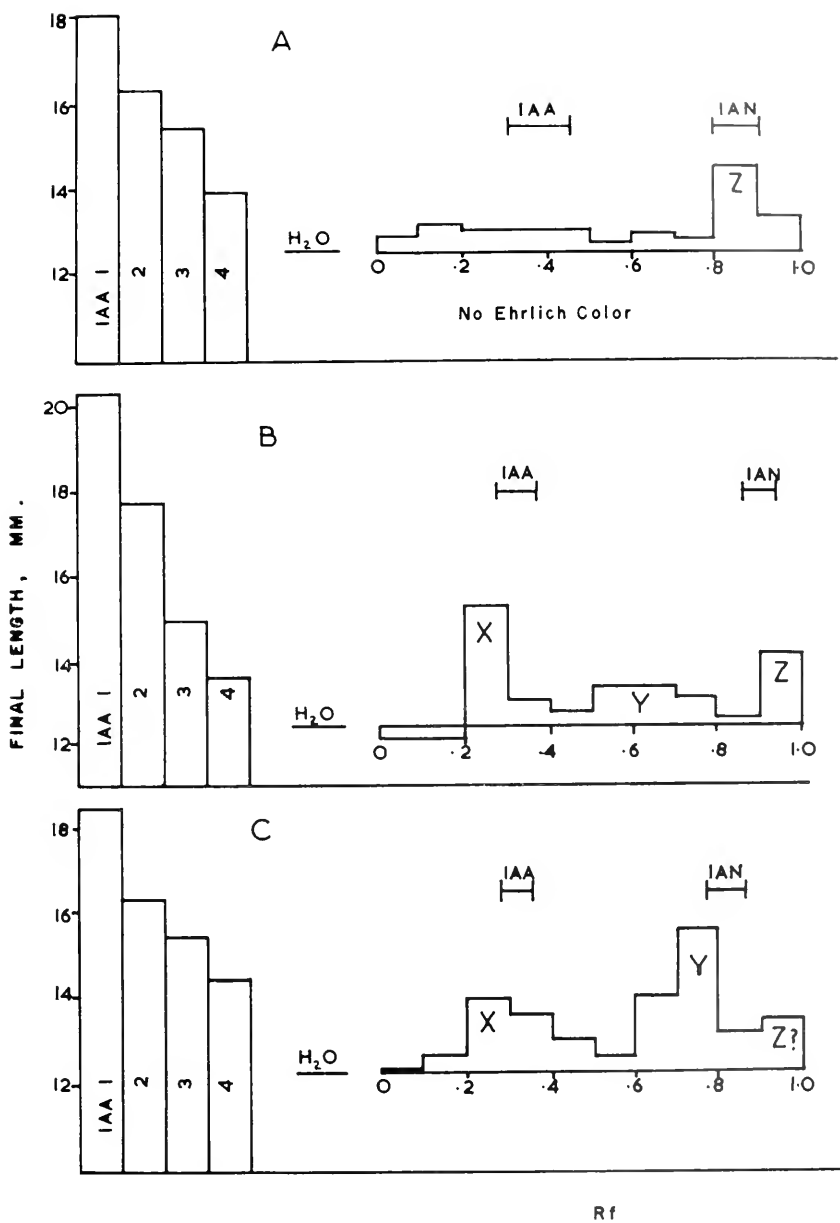 FINAL LENGTH, MM.
A
18
16
14
12
IAA 1
2
3
4
H₂O
IAA
IAN
Z
0 .2 .4 .6 .8 1.0
No Ehrlich Color
B
20
18
16
14
12
IAA 1
2
3
4
H₂O
IAA
IAN
X
Y
Z
0 .2 .4 .6 .8 1.0
C
18
16
14
12
IAA 1
2
3
4
H₂O
IAA
IAN
X
Y
Z?
0 .2 .4 .6 .8 1.0
Rf